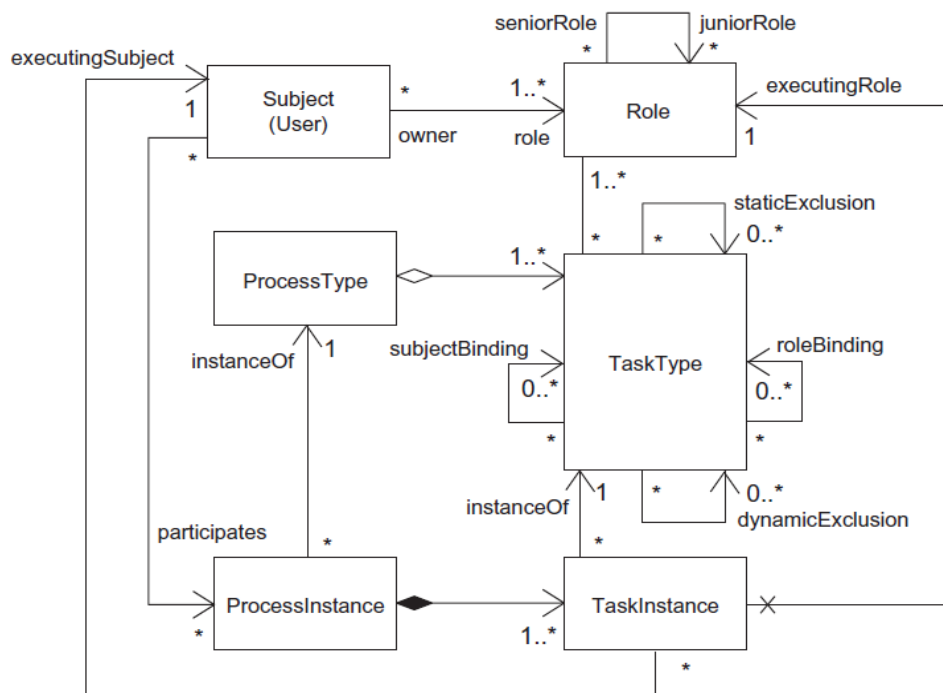 seniorRole
juriorRole
*
*
executingSubject
1
Subject
(User)
*
1..*
owner
role
Role
executingRole
1
*
1..*
*
staticExclusion
*
0..*
ProcessType
1..*
instanceOf
1
subjectBinding
0..*
*
TaskType
roleBinding
0..*
*
instanceOf
1
*
0..*
dynamicExclusion
participates
*
*
ProcessInstance
*
1..*
TaskInstance
*